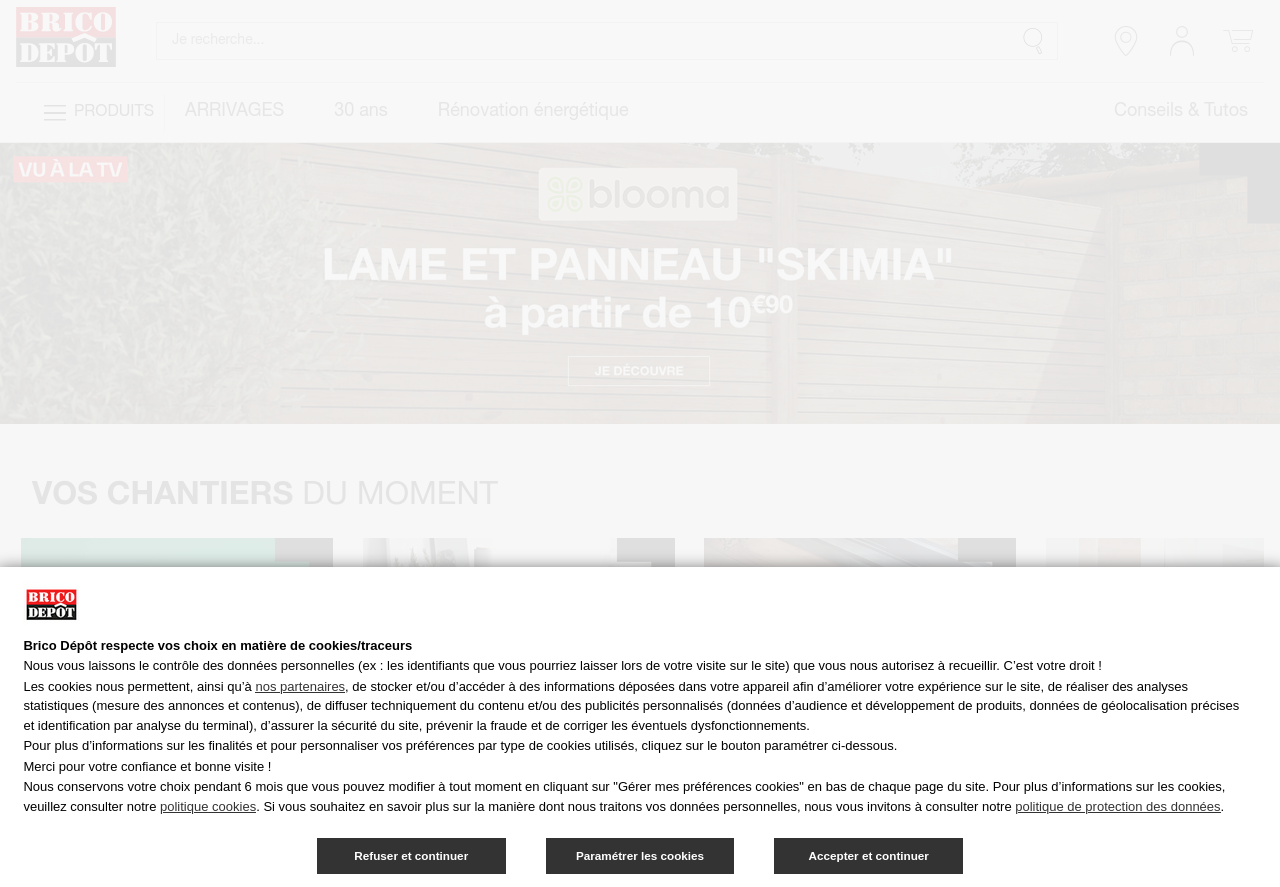 BRICO
DEPÔT
Je recherche...
PRODUITS
ARRIVAGES
30 ans
Rénovation énergétique
Conseils & Tutos
VU À LA TV
blooma
LAME ET PANNEAU "SKIMIA"
à partir de 10€90
JE DÉCOUVRE
VOS CHANTIERS DU MOMENT
BRICO
DEPÔT
Brico Dépôt respecte vos choix en matière de cookies/traceurs
Nous vous laissons le contrôle des données personnelles (ex : les identifiants que vous pourriez laisser lors de votre visite sur le site) que vous nous autorisez à recueillir. C’est votre droit !
Les cookies nous permettent, ainsi qu’à nos partenaires, de stocker et/ou d’accéder à des informations déposées dans votre appareil afin d’améliorer votre expérience sur le site, de réaliser des analyses
statistiques (mesure des annonces et contenus), de diffuser techniquement du contenu et/ou des publicités personnalisés (données d’audience et développement de produits, données de géolocalisation précises
et identification par analyse du terminal), d’assurer la sécurité du site, prévenir la fraude et de corriger les éventuels dysfonctionnements.
Pour plus d’informations sur les finalités et pour personnaliser vos préférences par type de cookies utilisés, cliquez sur le bouton paramétrer ci-dessous.
Merci pour votre confiance et bonne visite !
Nous conservons votre choix pendant 6 mois que vous pouvez modifier à tout moment en cliquant sur "Gérer mes préférences cookies" en bas de chaque page du site. Pour plus d’informations sur les cookies,
veuillez consulter notre politique cookies. Si vous souhaitez en savoir plus sur la manière dont nous traitons vos données personnelles, nous vous invitons à consulter notre politique de protection des données.
Refuser et continuer
Paramétrer les cookies
Accepter et continuer